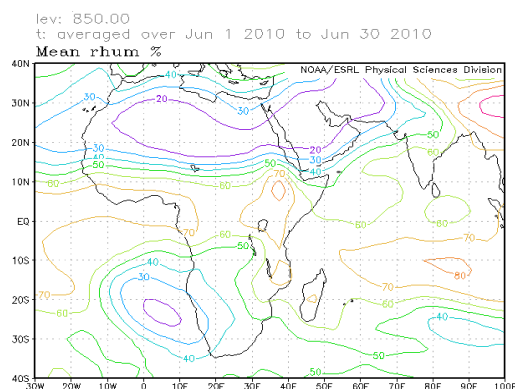 lev: 850.00
t: averaged over Jun 1 2010 to Jun 30 2010
Mean rhum %
NOAA/ESRL Physical Sciences Division
40N
30N
20N
10N
EQ
10S
20S
30S
40S
30W 20W 10W 0 10E 20E 30E 40E 50E 60E 70E 80E 90E 100E
40 30 30 40
20 50
20
30 30 30
40 40 40
50 50
60 60 60
70
60
70 70 70
50 50 60
40 80
70 30 70
20 50
60 60 40
40
50 50 50